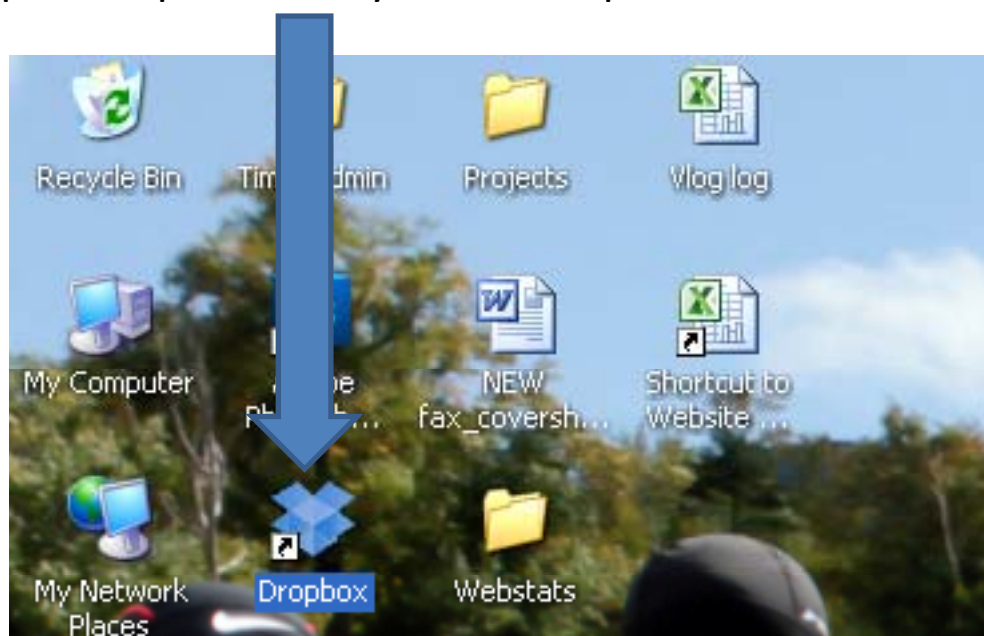 Recycle Bin
Projects
Vlog log
My Computer
NEW
fax_coversh...
Shortcut to
Website ...
My Network
Places
Dropbox
Webstats